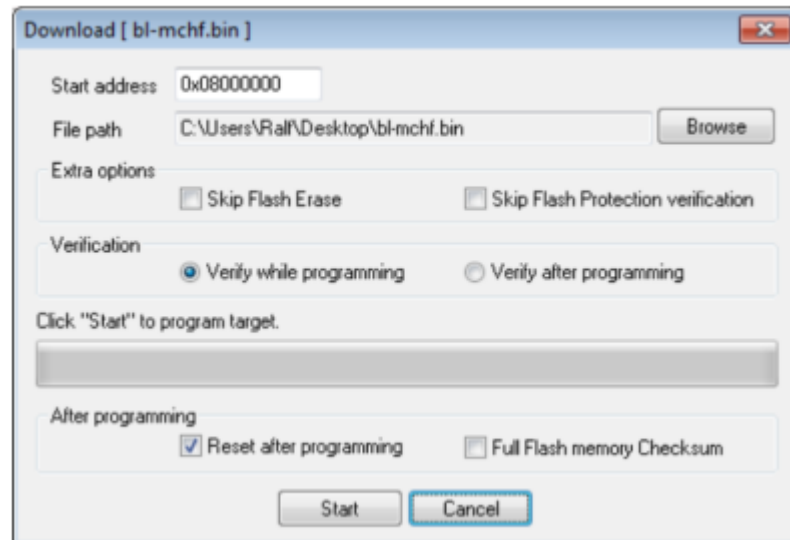 Download [ bl-mchf.bin ]
Start address 0x08000000
File path C:\Users\Ralf\Desktop\bl-mchf.bin Browse
Extra options
Skip Flash Erase Skip Flash Protection verification
Verification
Verify while programming Verify after programming
Click "Start" to program target.
After programming
Reset after programming Full Flash memory Checksum
Start Cancel